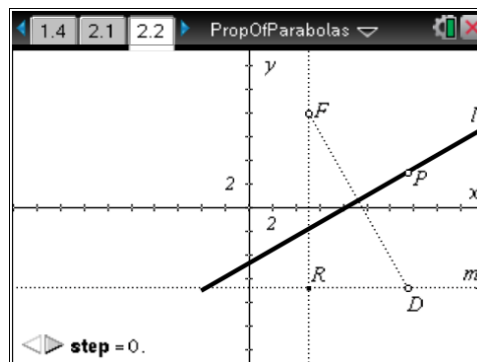 1.4 2.1 2.2 PropOfParabolas
y
F
l
P
2
x
2
R
m
D
step = 0.